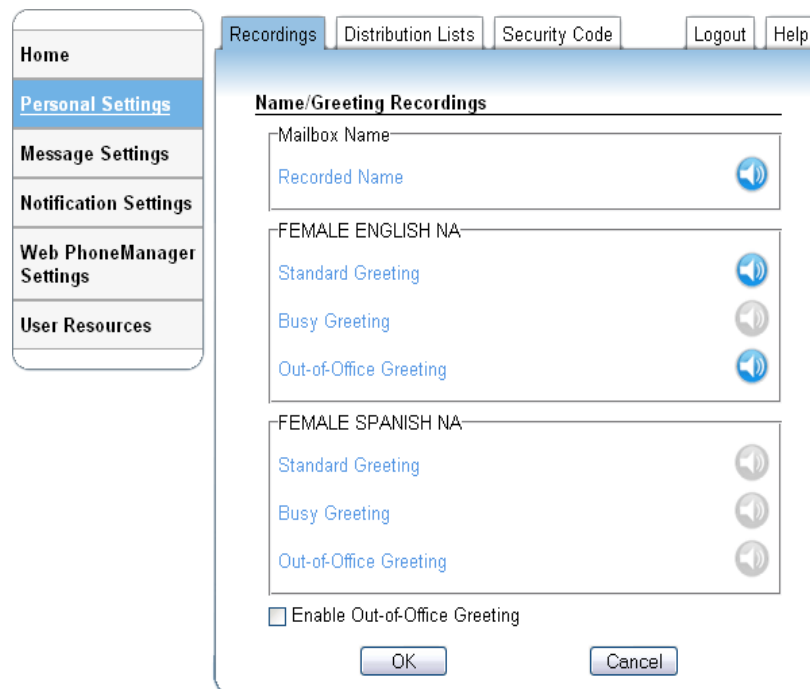 Home
Personal Settings
Message Settings
Notification Settings
Web PhoneManager
Settings
User Resources
Recordings
Distribution Lists
Security Code
Logout
Help
Name/Greeting Recordings
Mailbox Name
Recorded Name
FEMALE ENGLISH NA
Standard Greeting
Busy Greeting
Out-of-Office Greeting
FEMALE SPANISH NA
Standard Greeting
Busy Greeting
Out-of-Office Greeting
Enable Out-of-Office Greeting
OK
Cancel